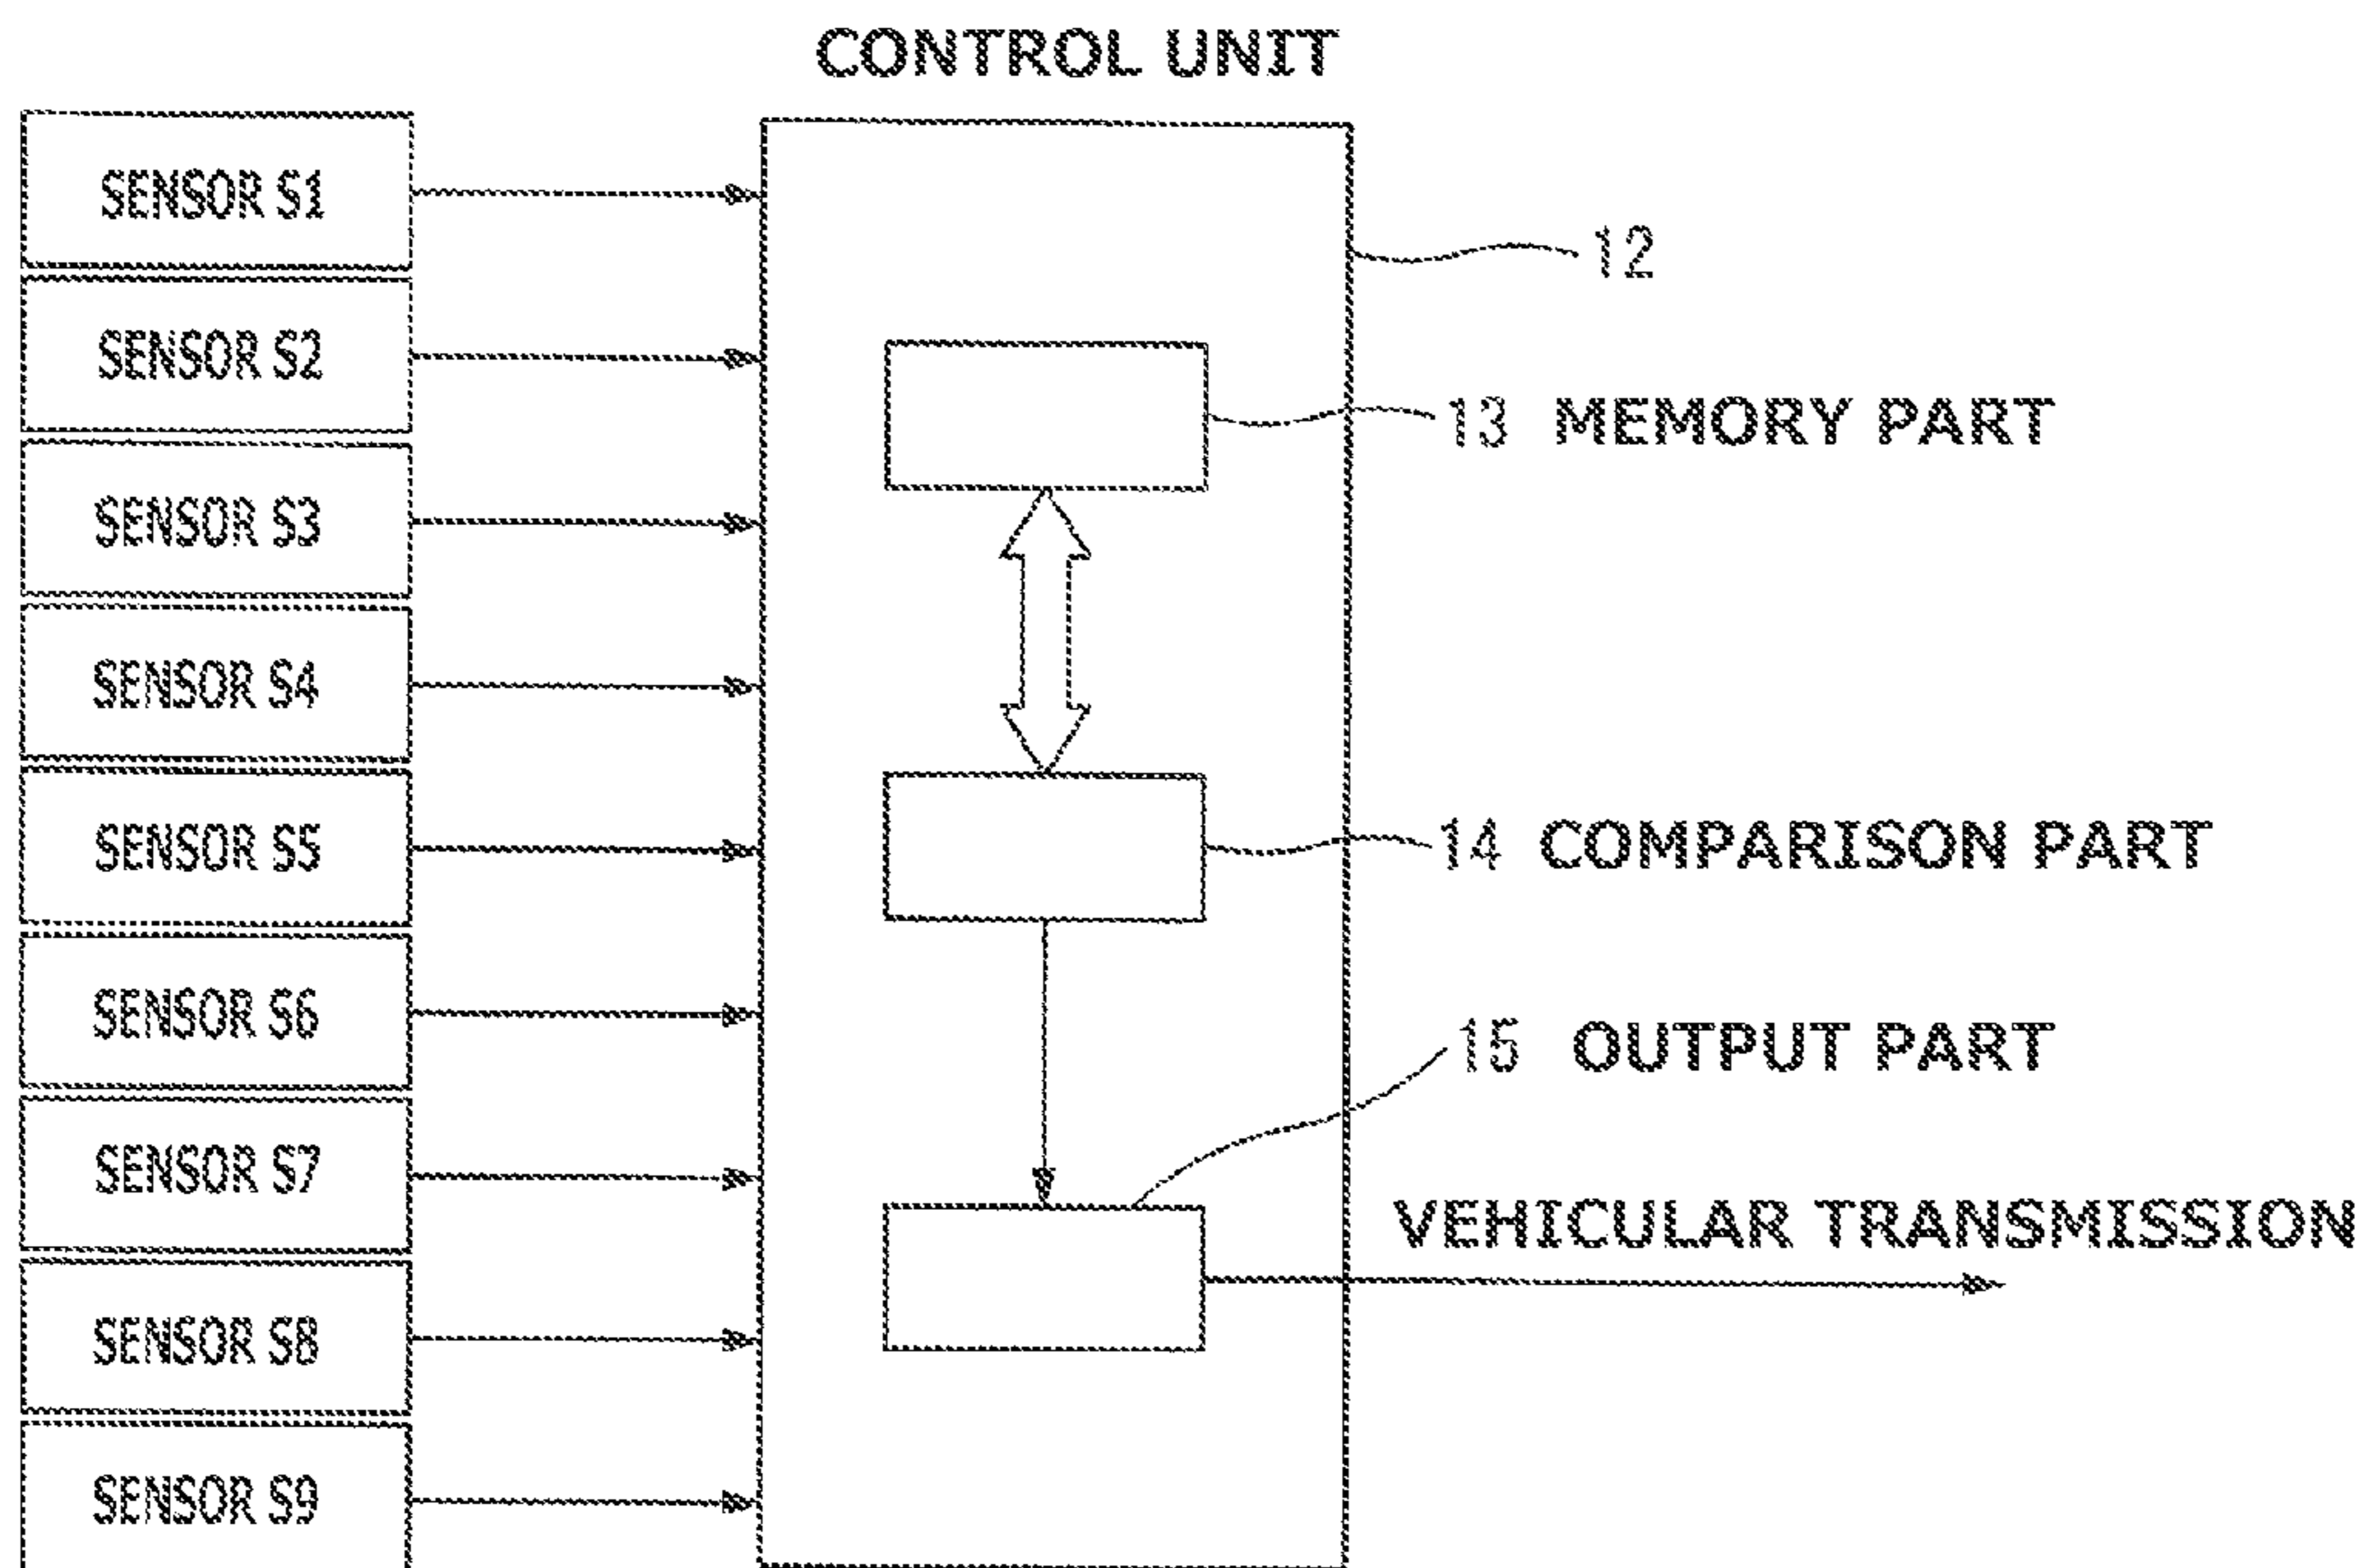 CONTROL UNIT
SENSOR S1
SENSOR S2
SENSOR S3
SENSOR S4
SENSOR S5
SENSOR S6
SENSOR S7
SENSOR S8
SENSOR S9
12
13 MEMORY PART
14 COMPARISON PART
15 OUTPUT PART
VEHICULAR TRANSMISSION